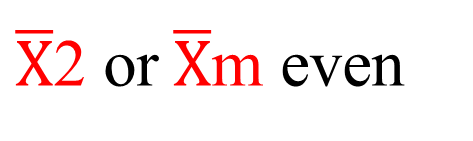 X̅2 or X̅m even